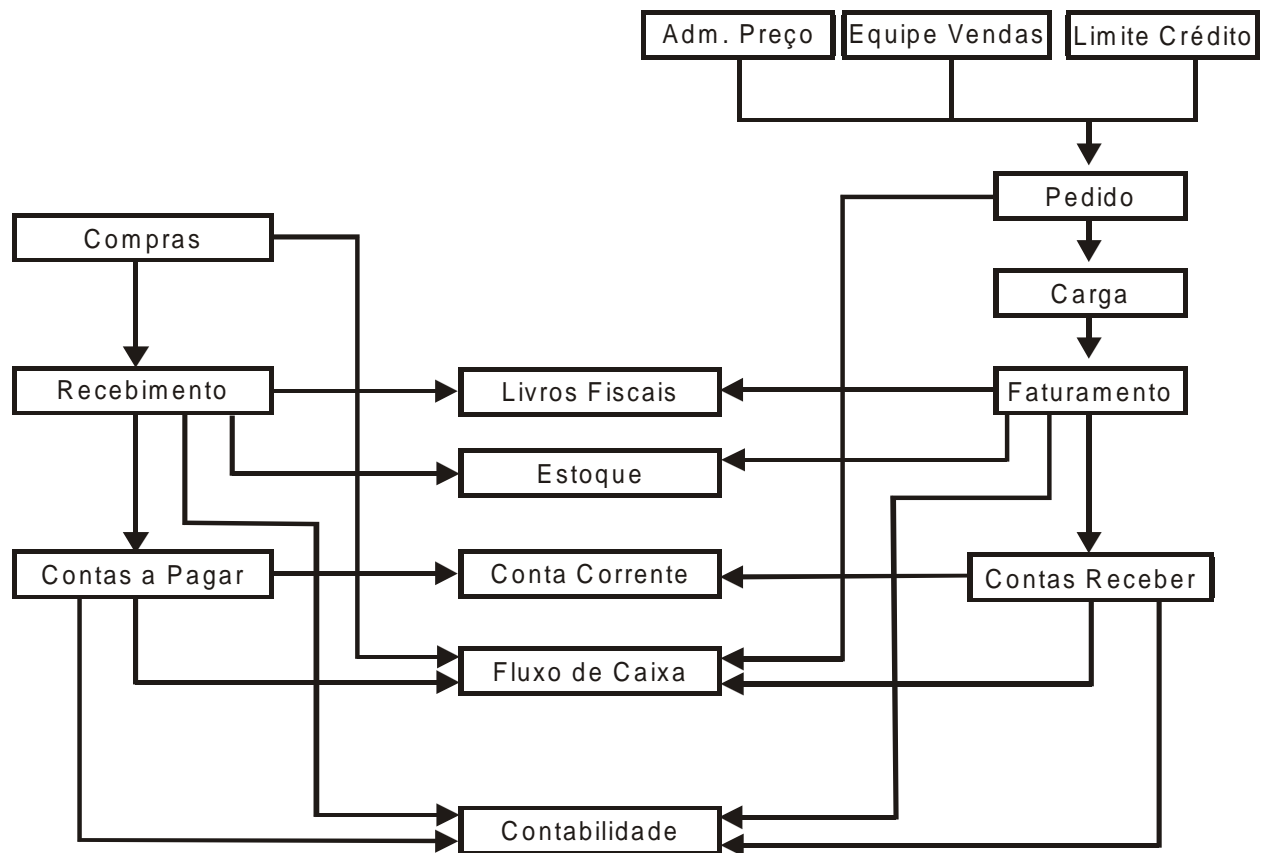 Adm. Preço
Equipe Vendas
Limite Crédito
Pedido
Compras
Carga
Recebimento
Livros Fiscais
Faturamento
Estoque
Contas a Pagar
Conta Corrente
Contas Receber
Fluxo de Caixa
Contabilidade